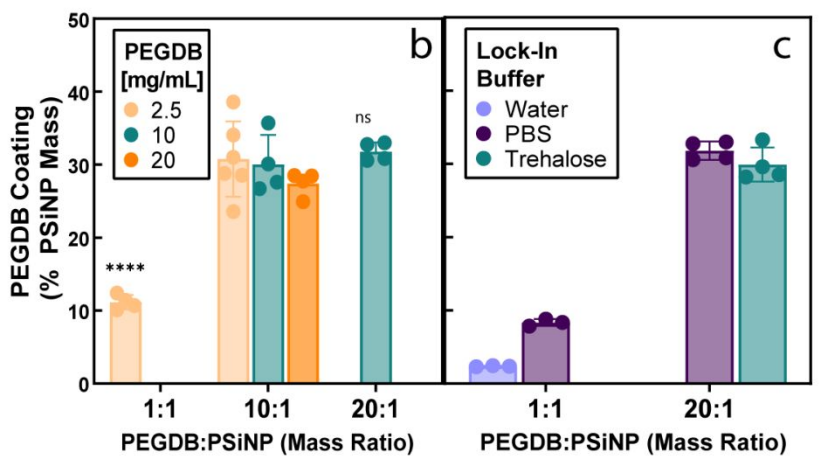 PEGDB Coating
(% PSiNP Mass)
50
40
30
20
10
0
b
PEGDB
[mg/mL]
2.5
10
20
****
ns
1:1
10:1
20:1
PEGDB:PSiNP (Mass Ratio)
c
Lock-In
Buffer
Water
PBS
Trehalose
1:1
20:1
PEGDB:PSiNP (Mass Ratio)